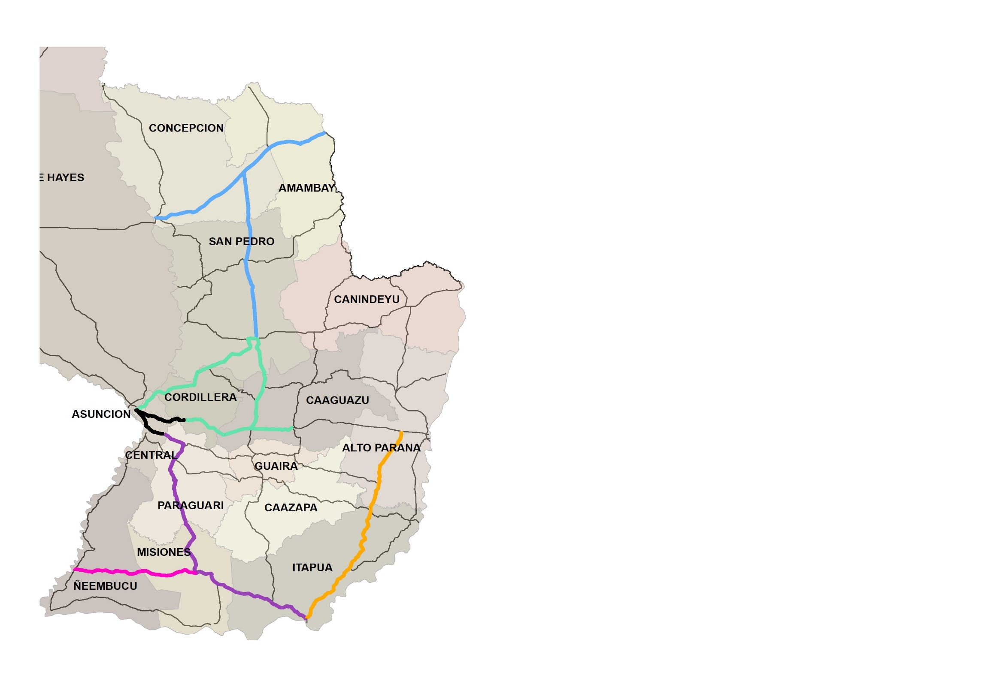 CONCEPCION
E HAYES
AMAMBAY
SAN PEDRO
CANINDEYU
CORDILLERA
CAAGUAZU
ASUNCION
ALTO PARANA
CENTRAL
GUAIRA
PARAGUARI
CAAZAPA
MISIONES
ITAPUA
ÑEEMBUCU